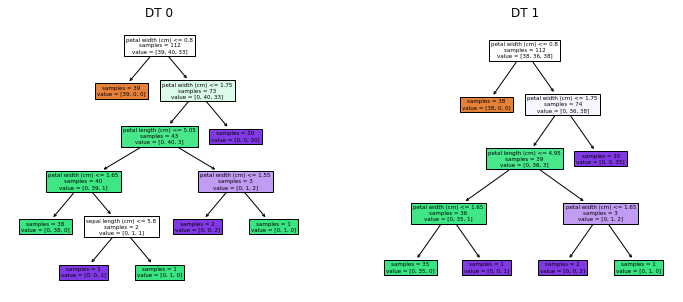 DT 0
petal width (cm) <= 0.8
samples = 112
value = [39, 40, 33]
samples = 39
value = [39, 0, 0]
petal width (cm) <= 1.75
samples = 73
value = [0, 40, 33]
petal length (cm) <= 5.05
samples = 43
value = [0, 40, 3]
samples = 30
value = [0, 0, 30]
petal width (cm) <= 1.65
samples = 40
value = [0, 39, 1]
petal width (cm) <= 1.55
samples = 3
value = [0, 1, 2]
samples = 38
value = [0, 38, 0]
sepal length (cm) <= 5.8
samples = 2
value = [0, 1, 1]
samples = 2
value = [0, 0, 2]
samples = 1
value = [0, 1, 0]
samples = 1
value = [0, 0, 1]
samples = 1
value = [0, 1, 0]
DT 1
petal width (cm) <= 0.8
samples = 112
value = [38, 36, 38]
samples = 38
value = [38, 0, 0]
petal width (cm) <= 1.75
samples = 74
value = [0, 36, 38]
petal length (cm) <= 4.95
samples = 39
value = [0, 36, 3]
samples = 35
value = [0, 0, 35]
petal width (cm) <= 1.65
samples = 36
value = [0, 35, 1]
petal width (cm) <= 1.65
samples = 3
value = [0, 1, 2]
samples = 35
value = [0, 35, 0]
samples = 1
value = [0, 0, 1]
samples = 2
value = [0, 0, 2]
samples = 1
value = [0, 1, 0]